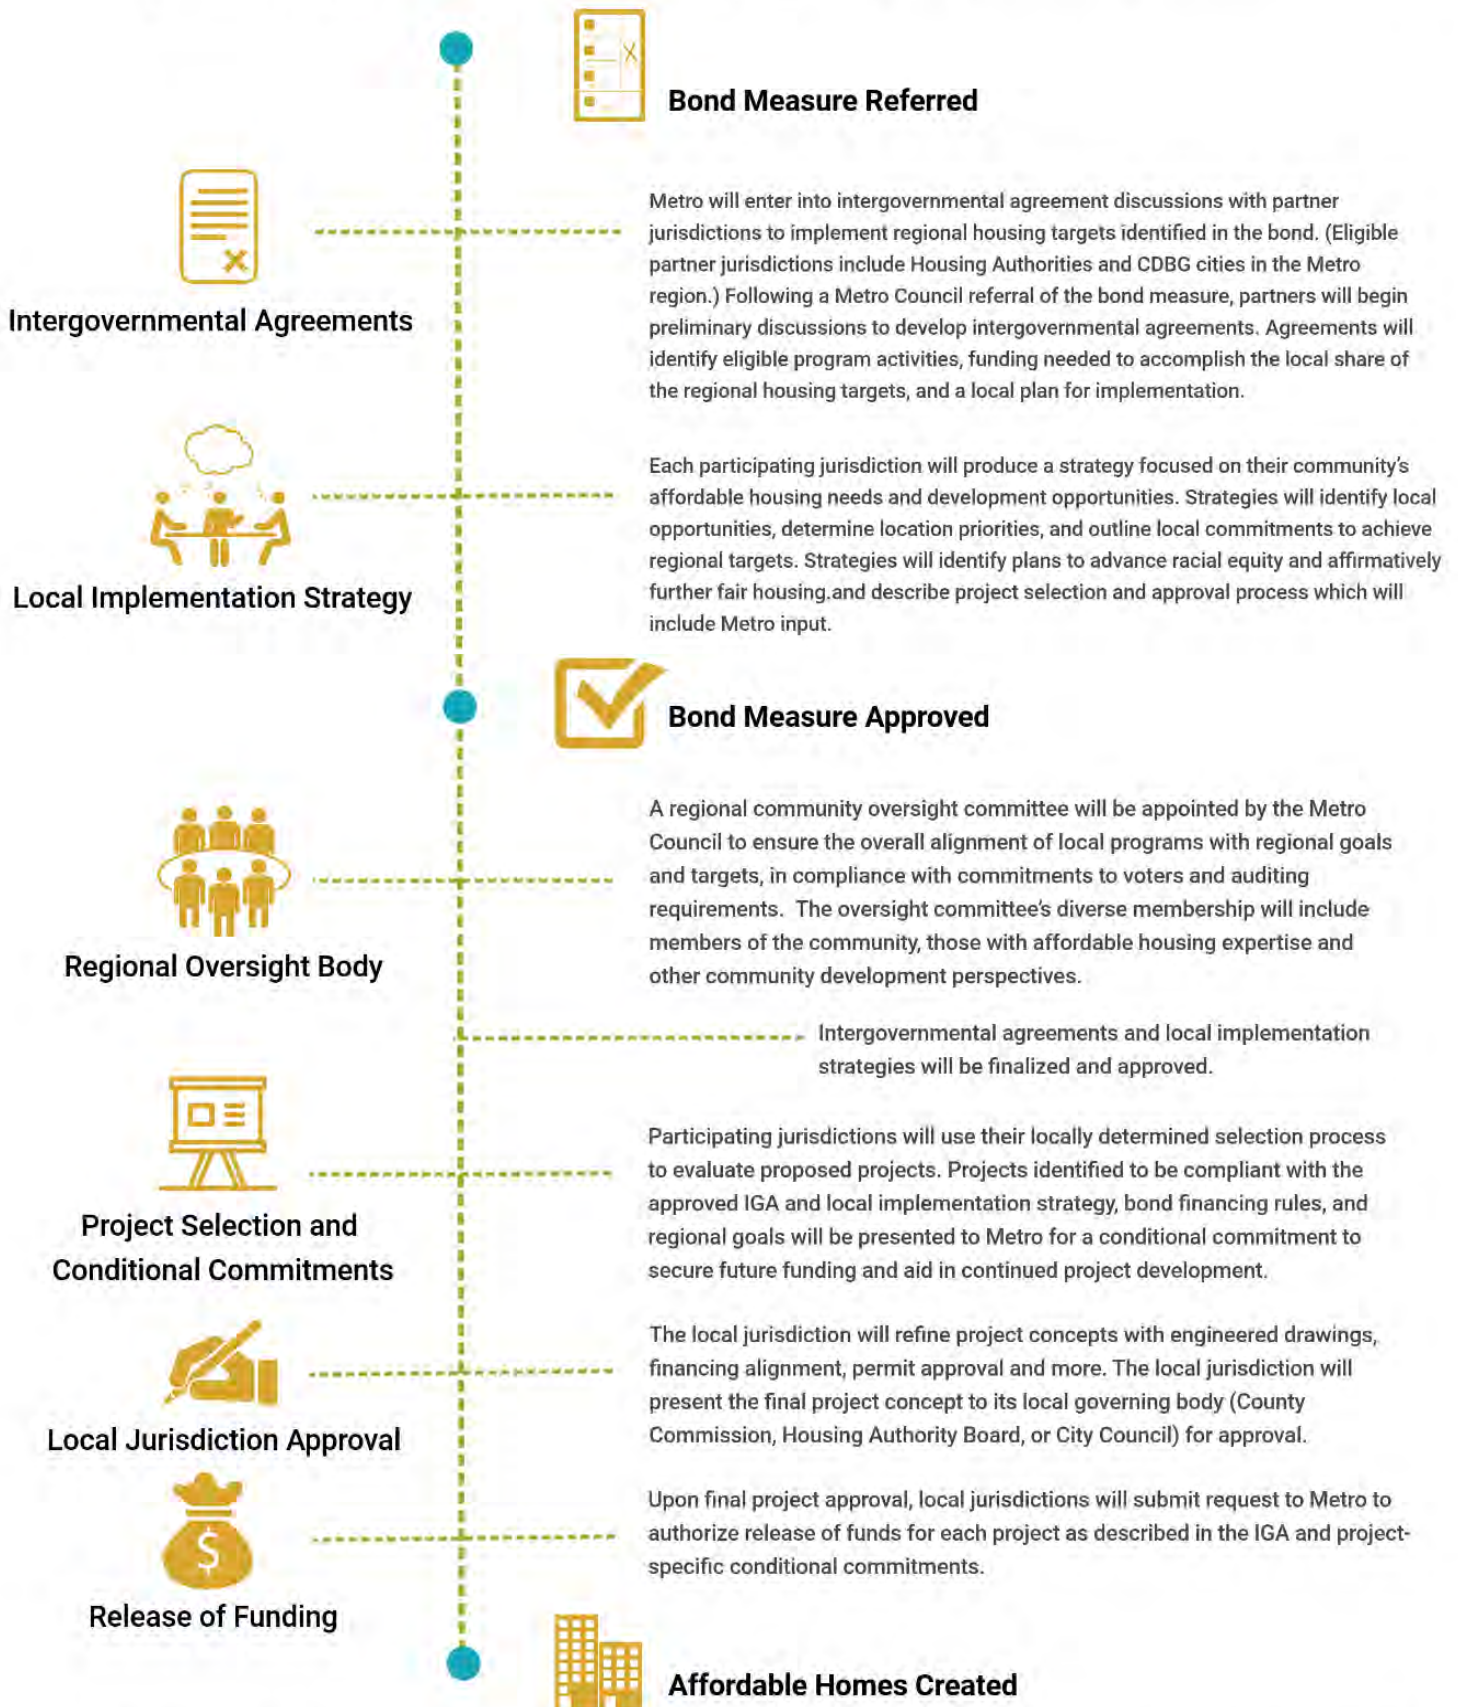 Bond Measure Referred
Intergovernmental Agreements
Metro will enter into intergovernmental agreement discussions with partner
jurisdictions to implement regional housing targets identified in the bond. (Eligible
partner jurisdictions include Housing Authorities and CDBG cities in the Metro
region.) Following a Metro Council referral of the bond measure, partners will begin
preliminary discussions to develop intergovernmental agreements. Agreements will
identify eligible program activities, funding needed to accomplish the local share of
the regional housing targets, and a local plan for implementation.
Local Implementation Strategy
Each participating jurisdiction will produce a strategy focused on their community's
affordable housing needs and development opportunities. Strategies will identify local
opportunities, determine location priorities, and outline local commitments to achieve
regional targets. Strategies will identify plans to advance racial equity and affirmatively
further fair housing.and describe project selection and approval process which will
include Metro input.
Bond Measure Approved
Regional Oversight Body
A regional community oversight committee will be appointed by the Metro
Council to ensure the overall alignment of local programs with regional goals
and targets, in compliance with commitments to voters and auditing
requirements.  The oversight committee's diverse membership will include
members of the community, those with affordable housing expertise and
other community development perspectives.
Intergovernmental agreements and local implementation
strategies will be finalized and approved.
Project Selection and
Conditional Commitments
Participating jurisdictions will use their locally determined selection process
to evaluate proposed projects. Projects identified to be compliant with the
approved IGA and local implementation strategy, bond financing rules, and
regional goals will be presented to Metro for a conditional commitment to
secure future funding and aid in continued project development.
Local Jurisdiction Approval
The local jurisdiction will refine project concepts with engineered drawings,
financing alignment, permit approval and more. The local jurisdiction will
present the final project concept to its local governing body (County
Commission, Housing Authority Board, or City Council) for approval.
$
Release of Funding
Upon final project approval, local jurisdictions will submit request to Metro to
authorize release of funds for each project as described in the IGA and project-
specific conditional commitments.
Affordable Homes Created